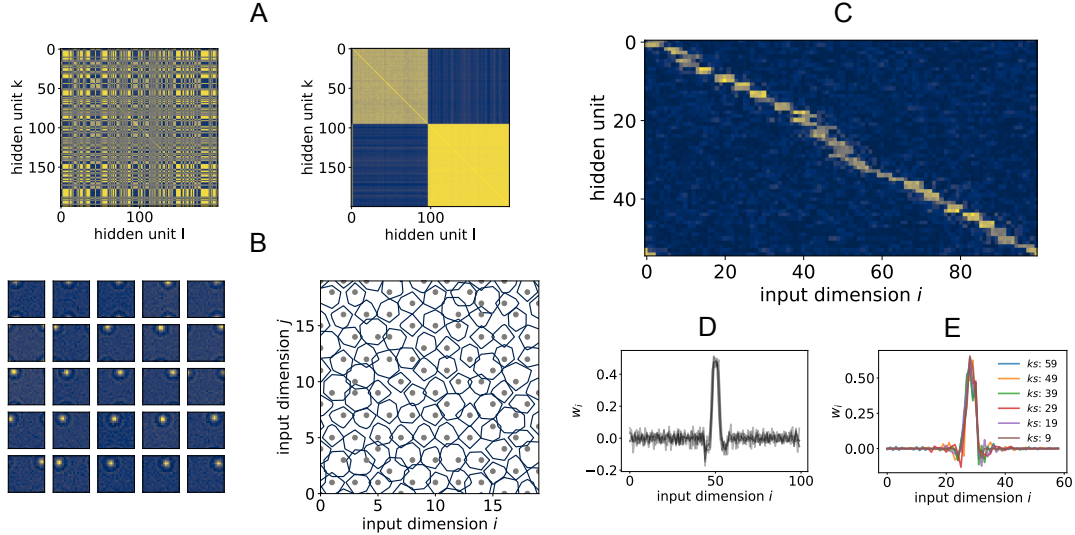 A
0
50
100
150
hidden unit k
0
100
hidden unit l
0
50
100
150
hidden unit k
0
100
hidden unit l
B
0
5
10
15
input dimension j
0
5
10
15
input dimension i
C
0
20
40
hidden unit
0
20
40
60
80
input dimension i
D
0.4
0.2
0.0
−0.2
wᵢ
0
50
100
input dimension i
E
0.50
0.25
0.00
wᵢ
ks: 59
ks: 49
ks: 39
ks: 29
ks: 19
ks: 9
0
20
40
60
input dimension i